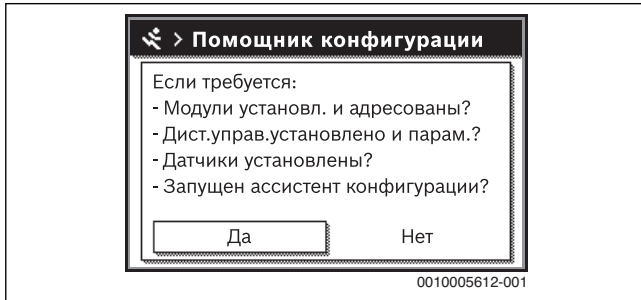 > Помощник конфигурации
Если требуется:
- Модули установл. и адресованы?
- Дист.управ.установлено и парам.?
- Датчики установлены?
- Запущен ассистент конфигурации?
Да Нет
0010005612-001